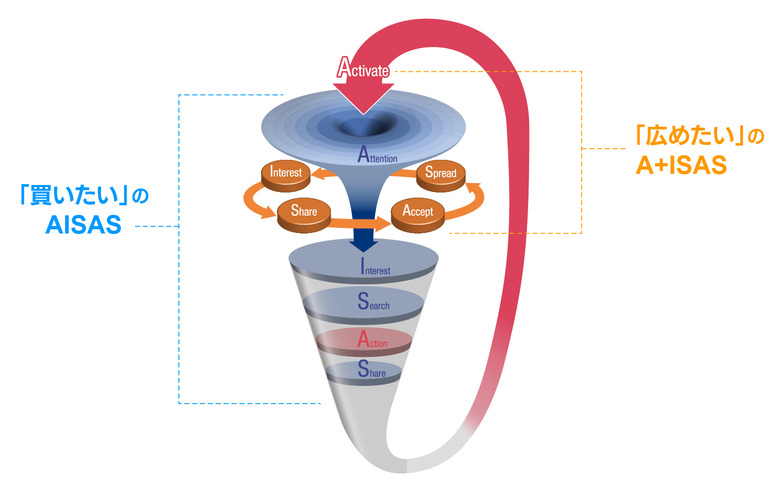 Activate
Attention
Interest
Spread
Share
Accept
Interest
Search
Action
Share
「買いたい」の
AISAS
「広めたい」の
A+ISAS